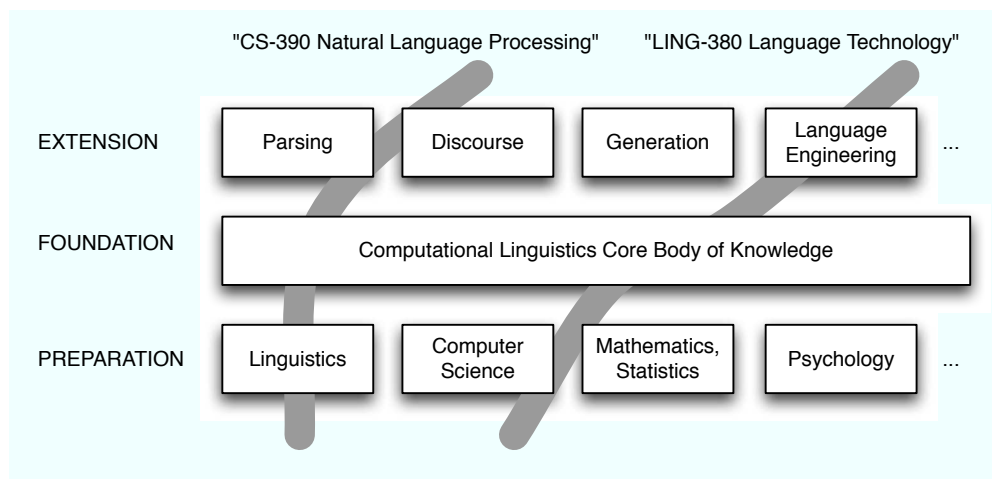 "CS-390 Natural Language Processing"
"LING-380 Language Technology"
EXTENSION
Parsing
Discourse
Generation
Language
Engineering
...
FOUNDATION
Computational Linguistics Core Body of Knowledge
PREPARATION
Linguistics
Computer
Science
Mathematics,
Statistics
Psychology
...